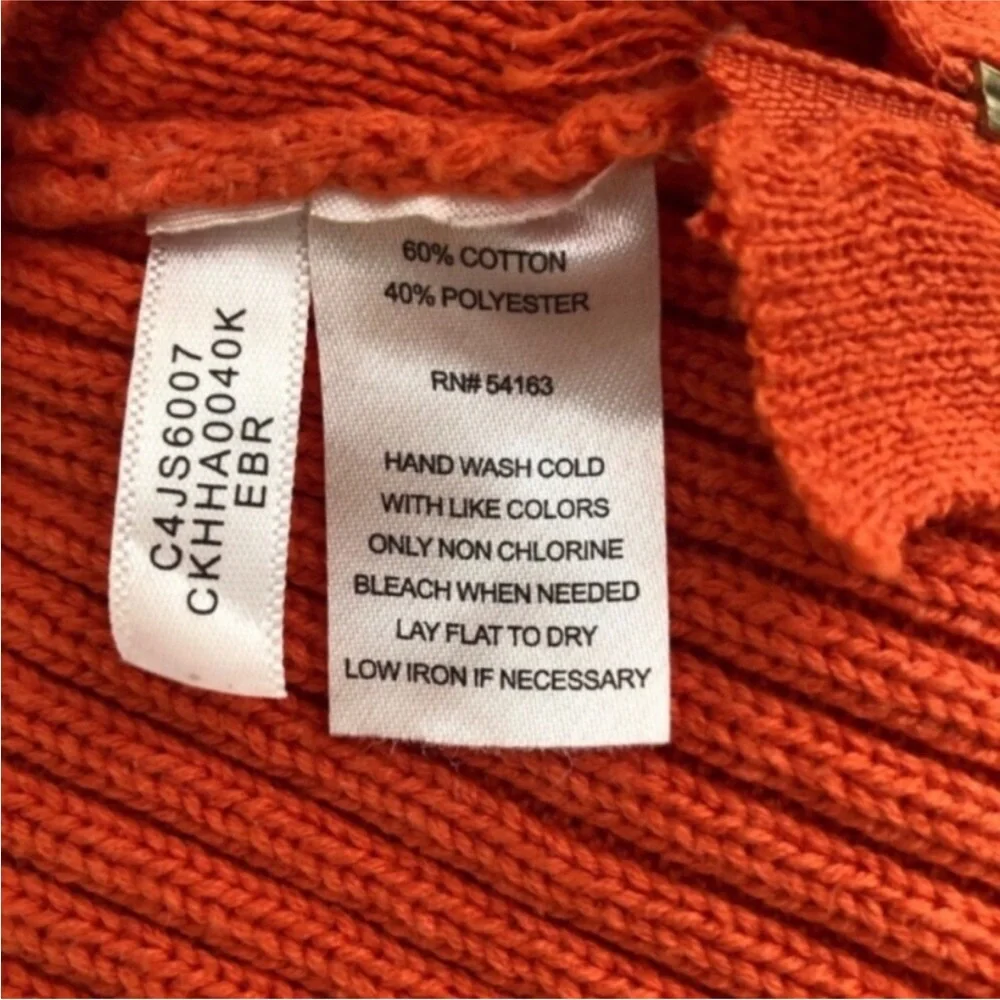 C4JS6007
CKHHA0040K
EBR
60% COTTON
40% POLYESTER
RN# 54163
HAND WASH COLD
WITH LIKE COLORS
ONLY NON CHLORINE
BLEACH WHEN NEEDED
LAY FLAT TO DRY
LOW IRON IF NECESSARY